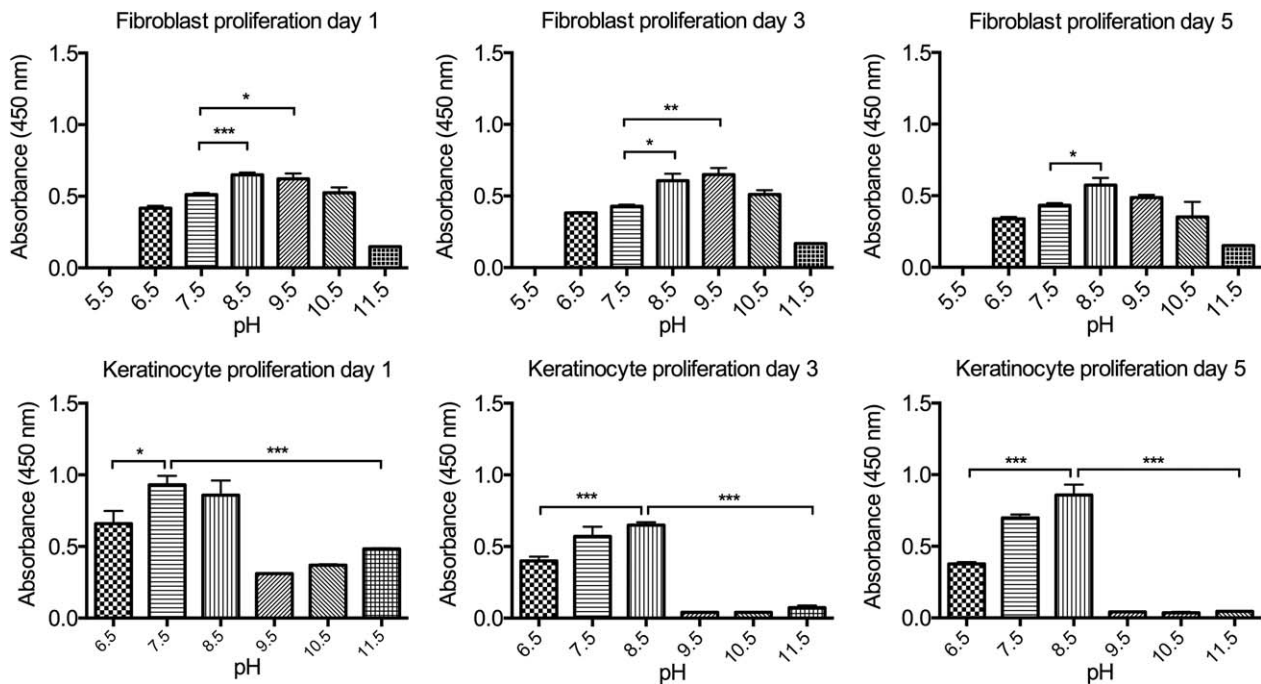 Fibroblast proliferation day 1
Absorbance (450 nm)
1.5
1.0
0.5
0.0
*
***
5.5 6.5 7.5 8.5 9.5 10.5 11.5
pH
Fibroblast proliferation day 3
Absorbance (450 nm)
1.5
1.0
0.5
0.0
**
*
5.5 6.5 7.5 8.5 9.5 10.5 11.5
pH
Fibroblast proliferation day 5
Absorbance (450 nm)
1.5
1.0
0.5
0.0
*
5.5 6.5 7.5 8.5 9.5 10.5 11.5
pH
Keratinocyte proliferation day 1
Absorbance (450 nm)
1.5
1.0
0.5
0.0
* ***
6.5 7.5 8.5 9.5 10.5 11.5
pH
Keratinocyte proliferation day 3
Absorbance (450 nm)
1.5
1.0
0.5
0.0
*** ***
6.5 7.5 8.5 9.5 10.5 11.5
pH
Keratinocyte proliferation day 5
Absorbance (450 nm)
1.5
1.0
0.5
0.0
*** ***
6.5 7.5 8.5 9.5 10.5 11.5
pH